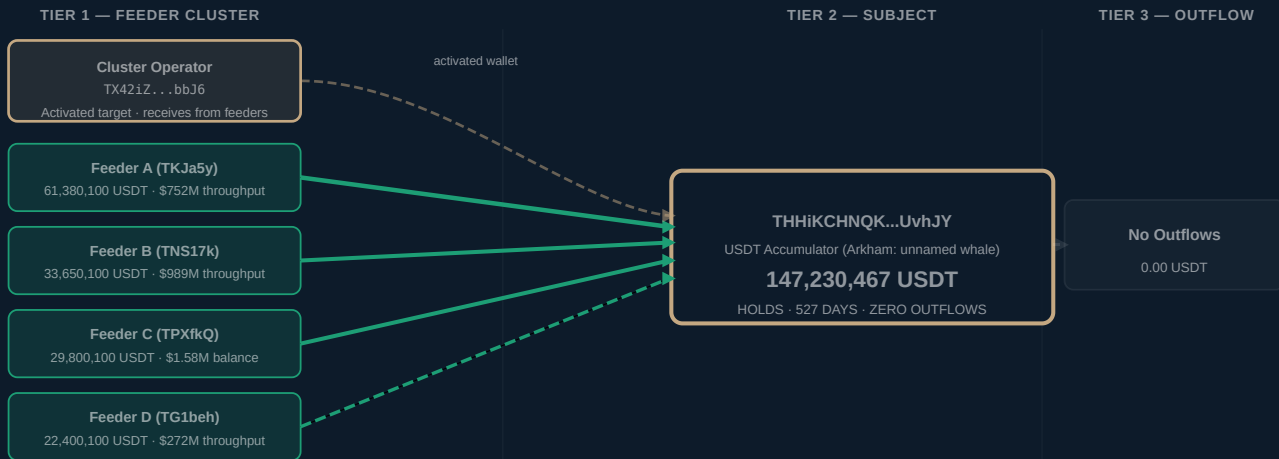 TIER 1 — FEEDER CLUSTER
TIER 2 — SUBJECT
TIER 3 — OUTFLOW
Cluster Operator
TX42iZ...bbJ6
Activated target · receives from feeders
activated wallet
Feeder A (TKJa5y)
61,380,100 USDT · $752M throughput
Feeder B (TNS17k)
33,650,100 USDT · $989M throughput
Feeder C (TPXfkQ)
29,800,100 USDT · $1.58M balance
Feeder D (TG1beh)
22,400,100 USDT · $272M throughput
THHiKCHNQK...UvhJY
USDT Accumulator (Arkham: unnamed whale)
147,230,467 USDT
HOLDS · 527 DAYS · ZERO OUTFLOWS
No Outflows
0.00 USDT